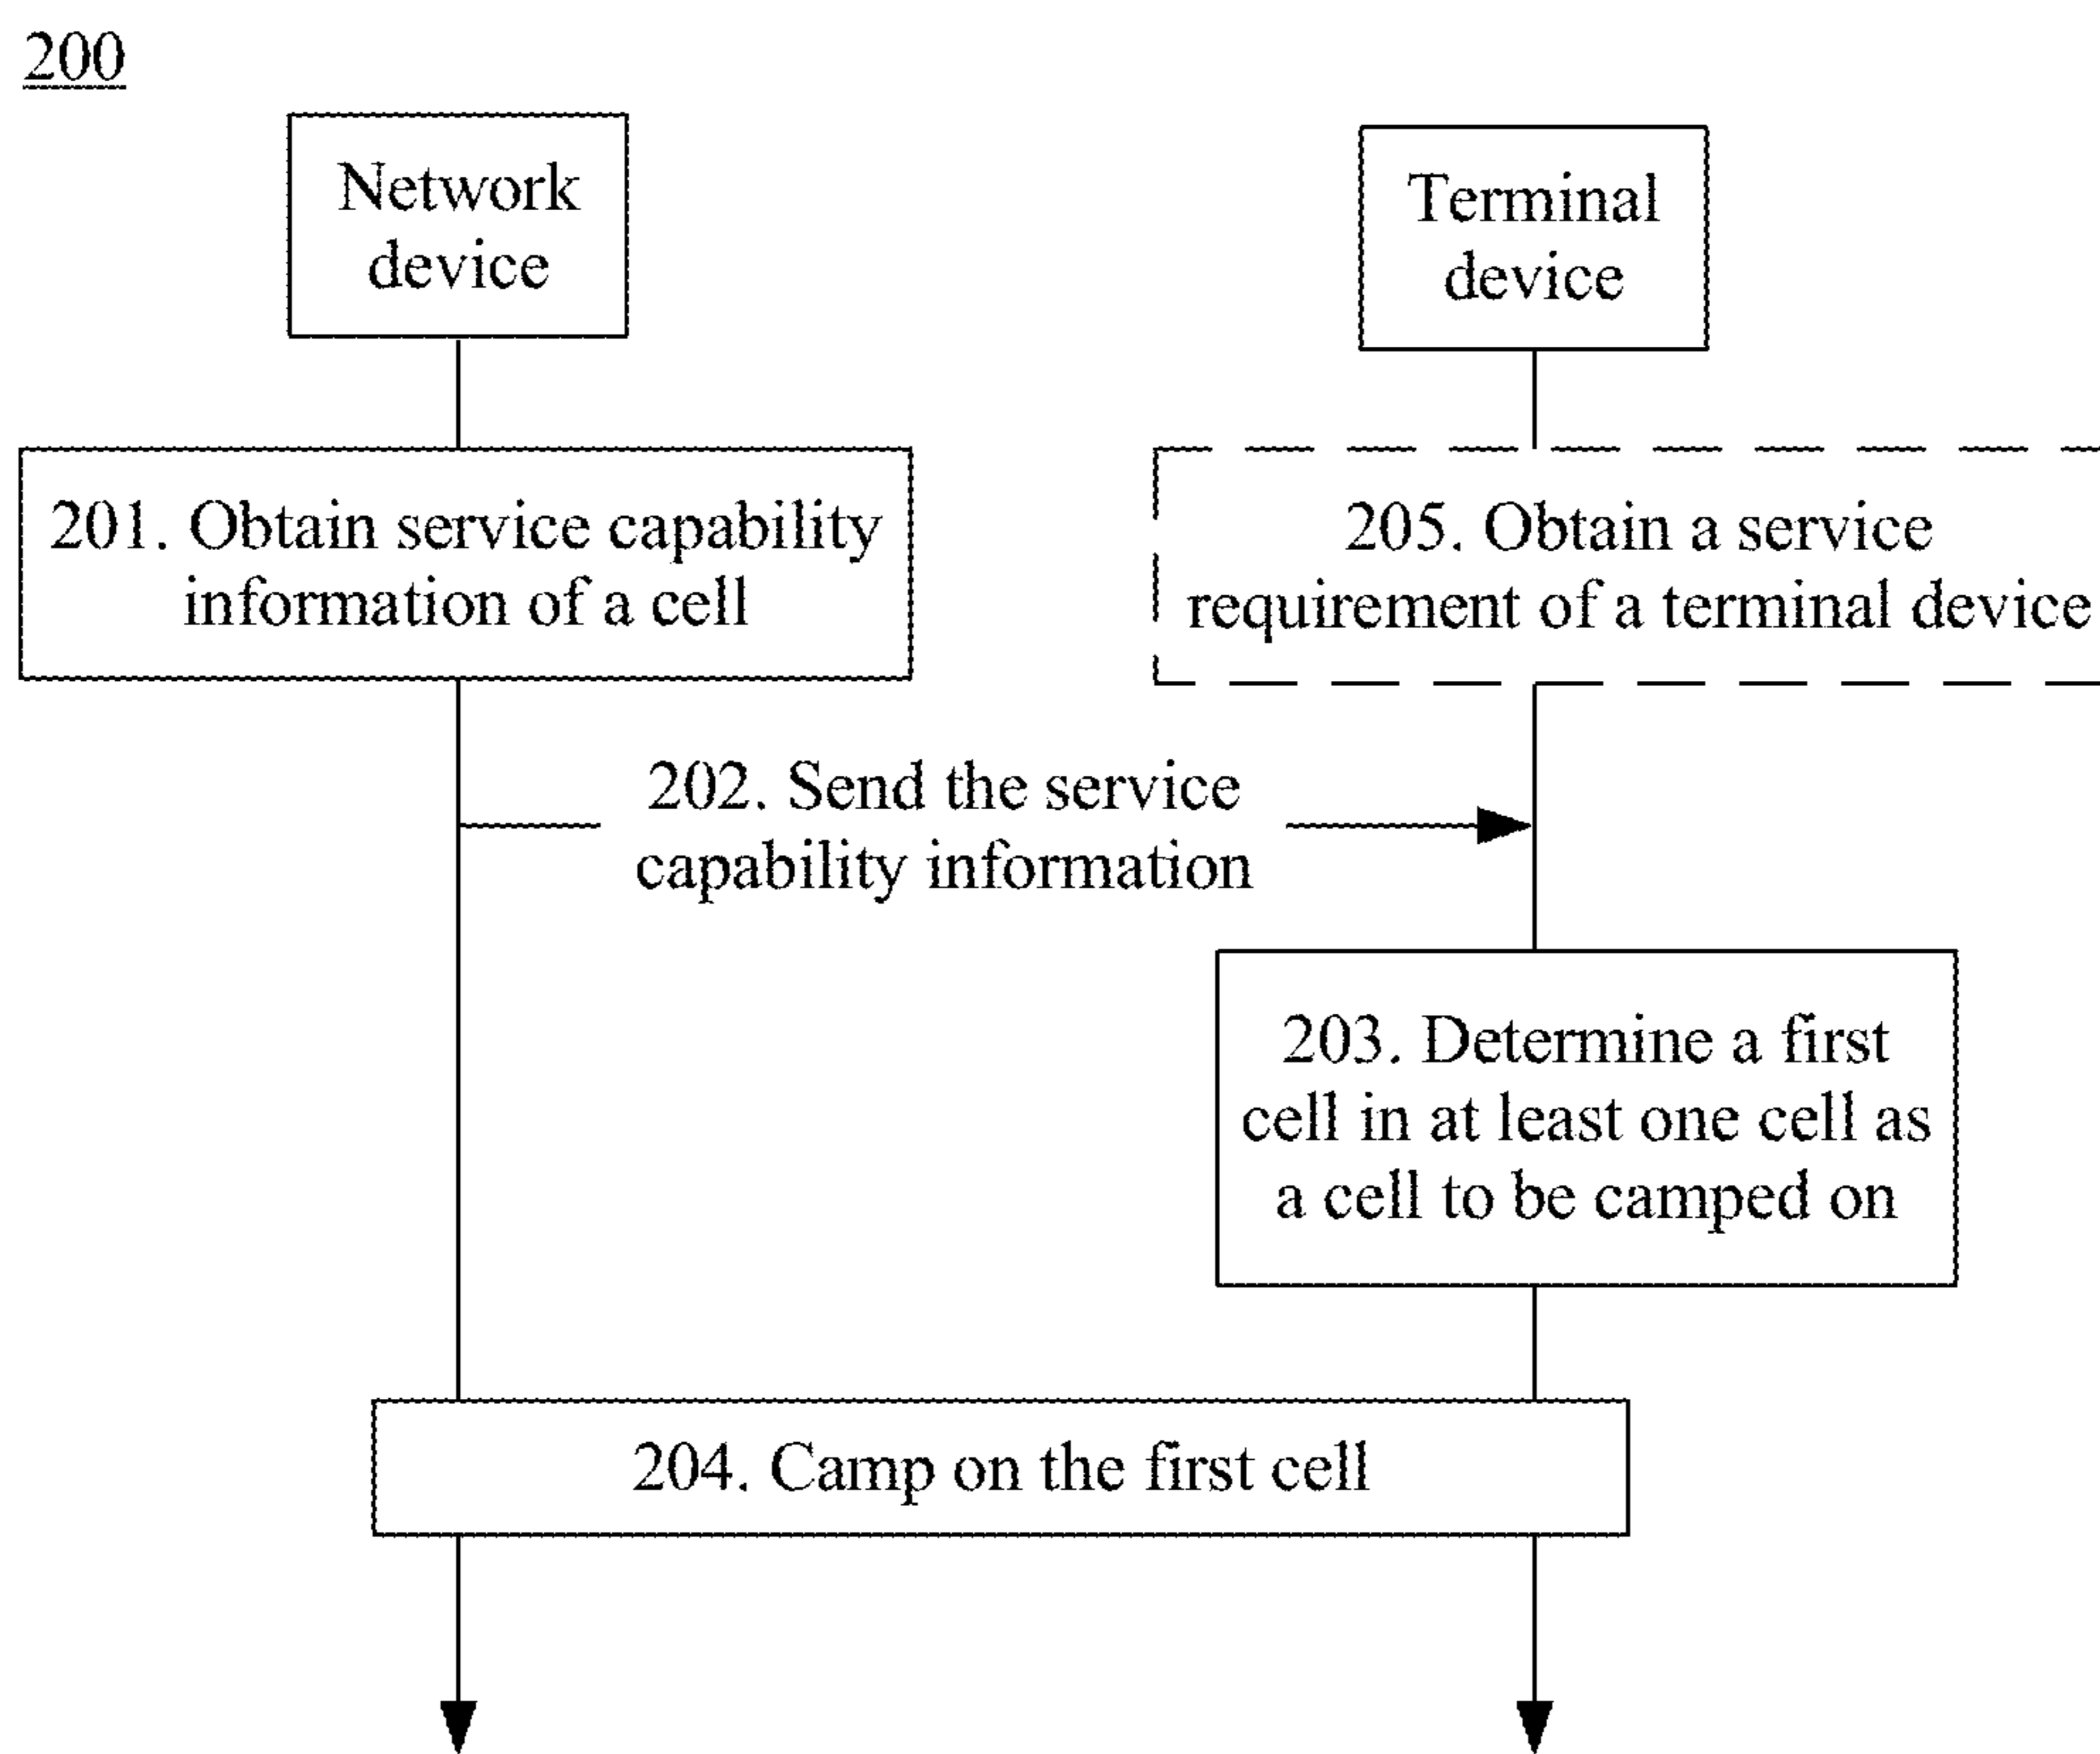 200
Network
device
Terminal
device
201. Obtain service capability
information of a cell
205. Obtain a service
requirement of a terminal device
202. Send the service
capability information
203. Determine a first
cell in at least one cell as
a cell to be camped on
204. Camp on the first cell